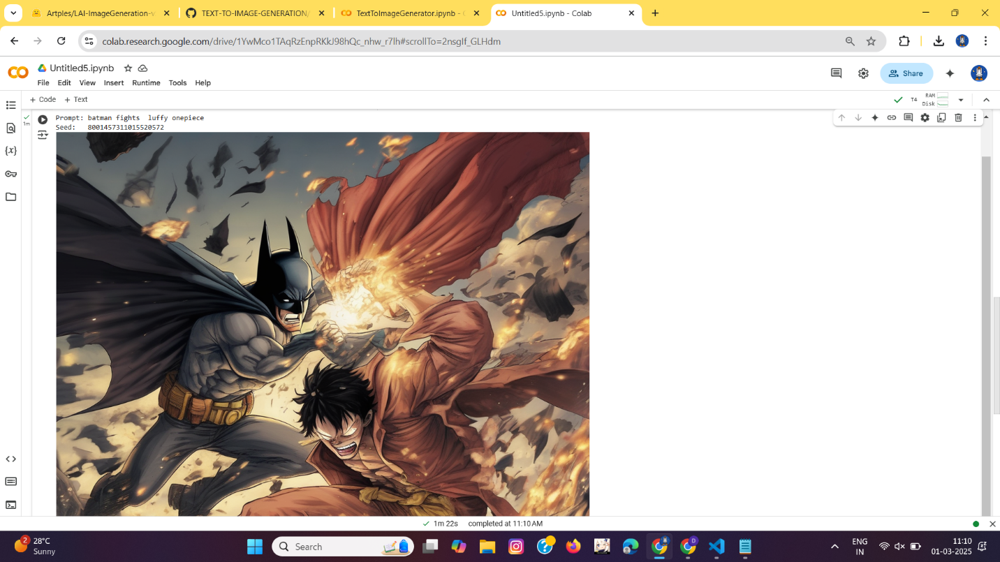 Artples/LAI-ImageGeneration-v
TEXT-TO-IMAGE-GENERATION/
TextToImageGenerator.ipynb -
Untitled5.ipynb - Colab
colab.research.google.com/drive/1YwMco1TAqRzEnpRKkJ98hQc_nhw_r7lh#scrollTo=2nsgIf_GLHdm
CO
Untitled5.ipynb
File Edit View Insert Runtime Tools Help
Share
+ Code + Text
T4
RAM
Disk
1m
Prompt: batman fights  luffy onepiece
Seed:   8001457311015520572
{x}
1m 22s completed at 11:10 AM
2
28°C
Sunny
Search
D
ENG
IN
11:10
01-03-2025